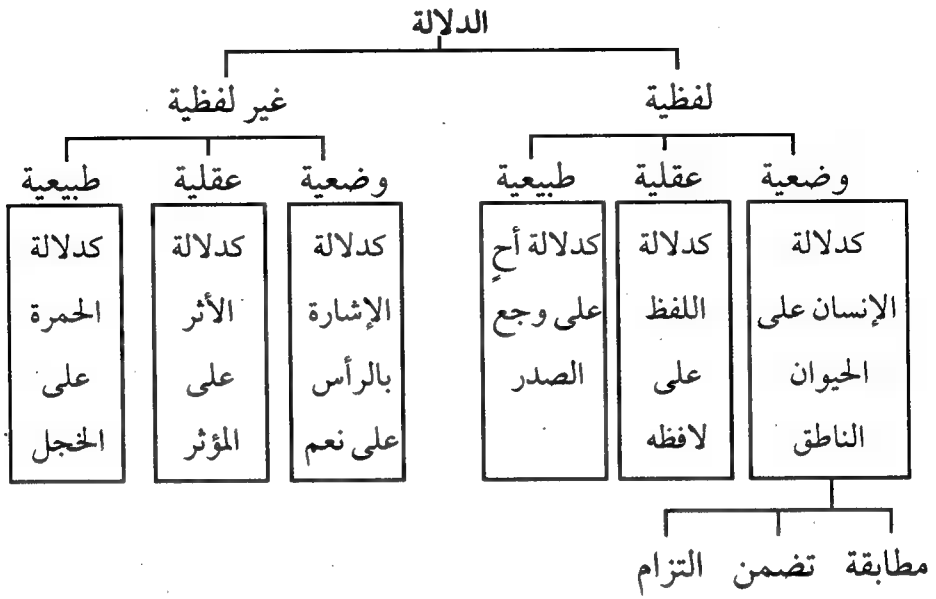 الدلالة
لفظية
غير لفظية
وضعية
عقلية
طبيعية
وضعية
عقلية
طبيعية
كدلالة
الإنسان على
الحيوان
الناطق
كدلالة
اللفظ
على
لافظه
كدلالة أحٍ
على وجع
الصدر
كدلالة
الإشارة
بالرأس
على نعم
كدلالة
الأثر
على
المؤثر
كدلالة
الحمرة
على
الخجل
مطابقة
تضمن
التزام